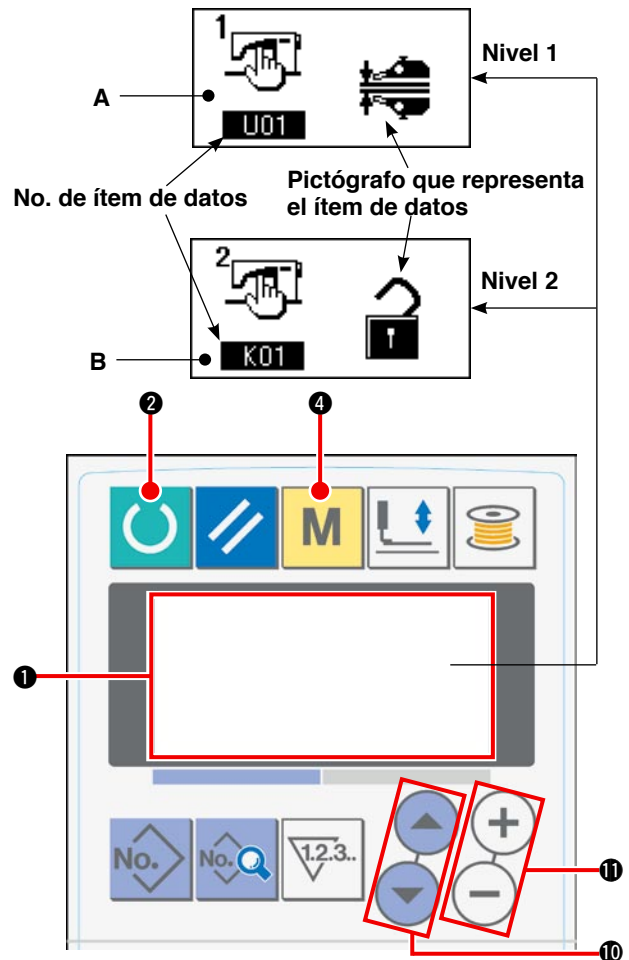 1
Nivel 1
A
U01
No. de ítem de datos
Pictógrafo que representa
el ítem de datos
2
Nivel 2
B
K01
❷
❹
M
❶
No.
No.
1.2.3..
+
−
⓫
❿